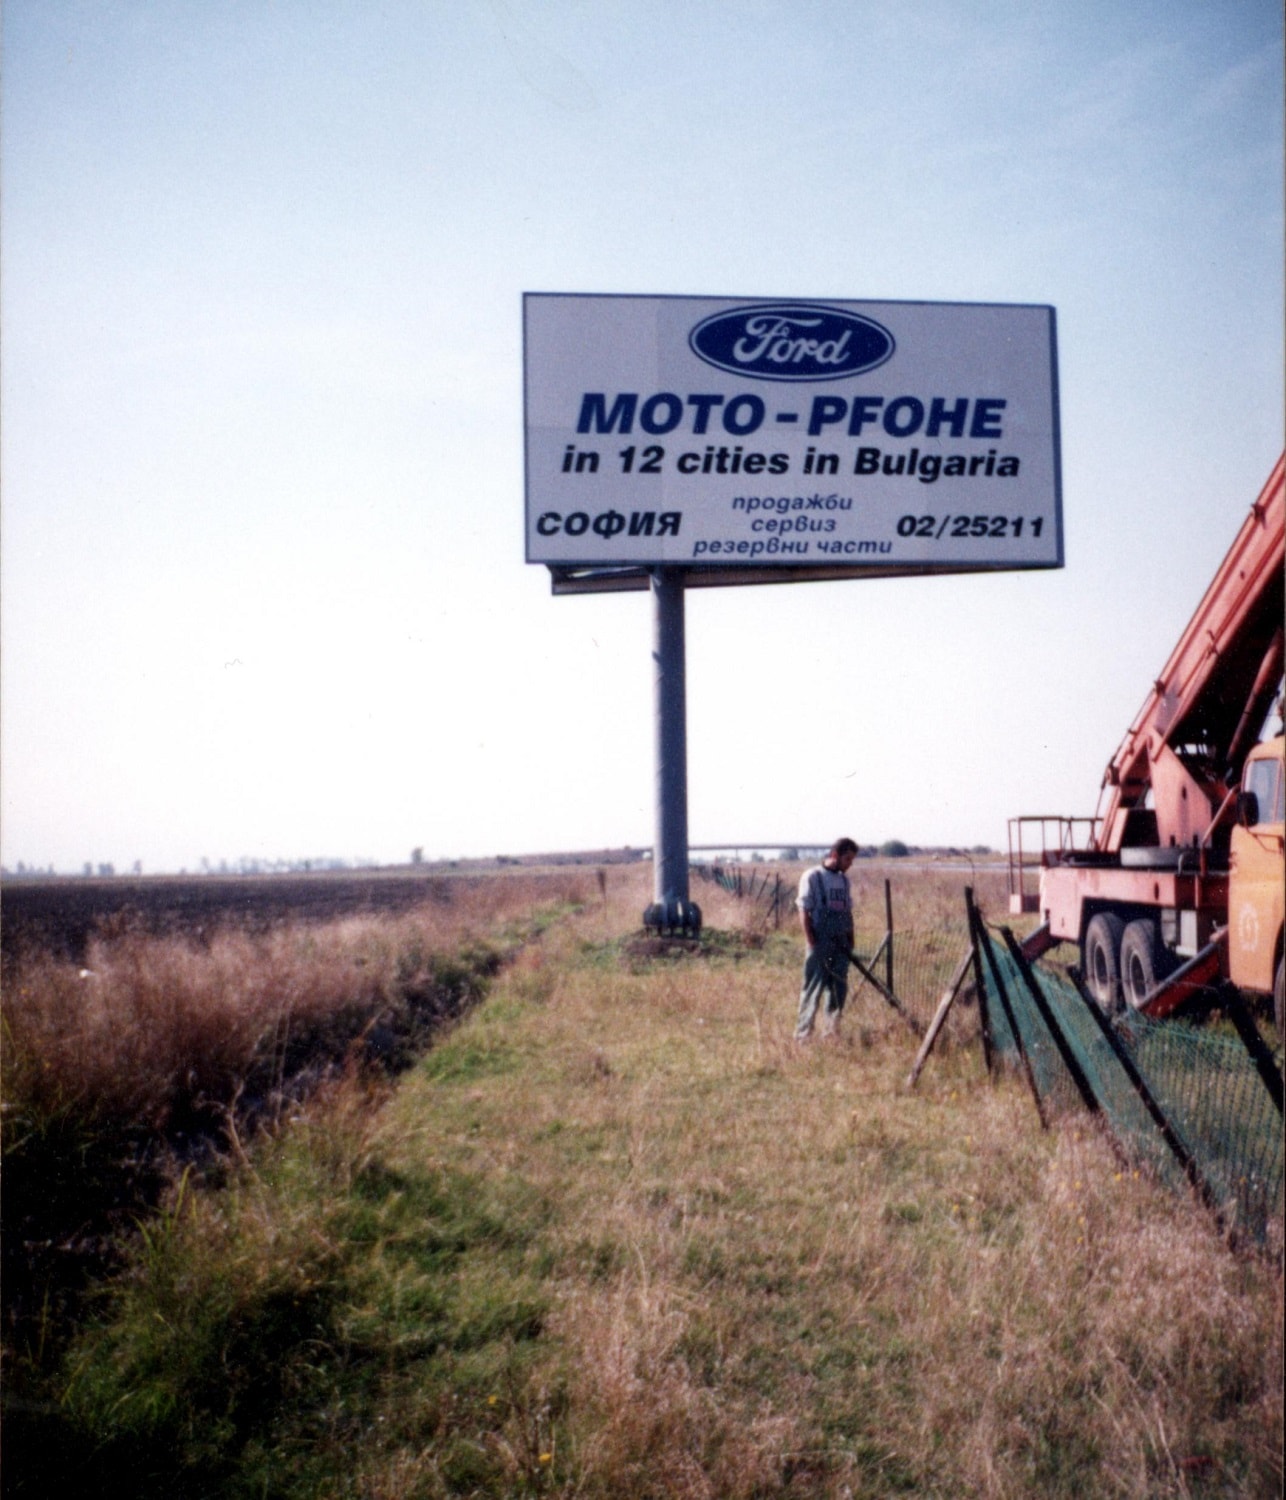 Ford
MOTO - PFOHE
in 12 cities in Bulgaria
продажби
СОФИЯ сервиз 02/25211
резервни части